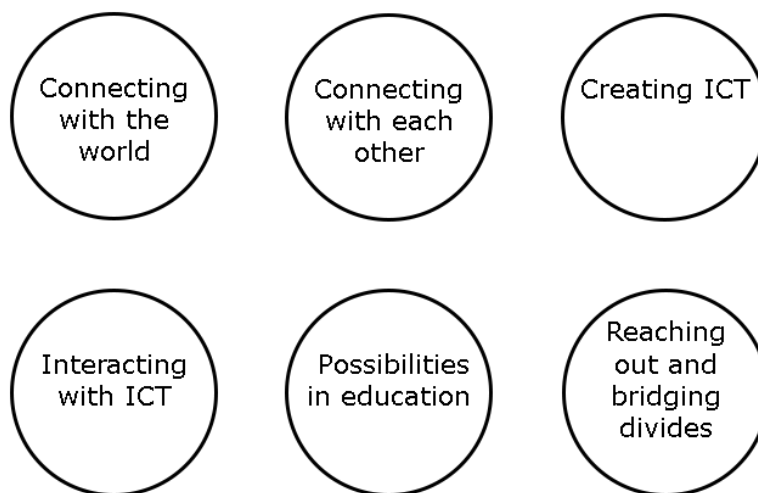 Connecting
with the
world
Connecting
with each
other
Creating ICT
Interacting
with ICT
Possibilities
in education
Reaching
out and
bridging
divides